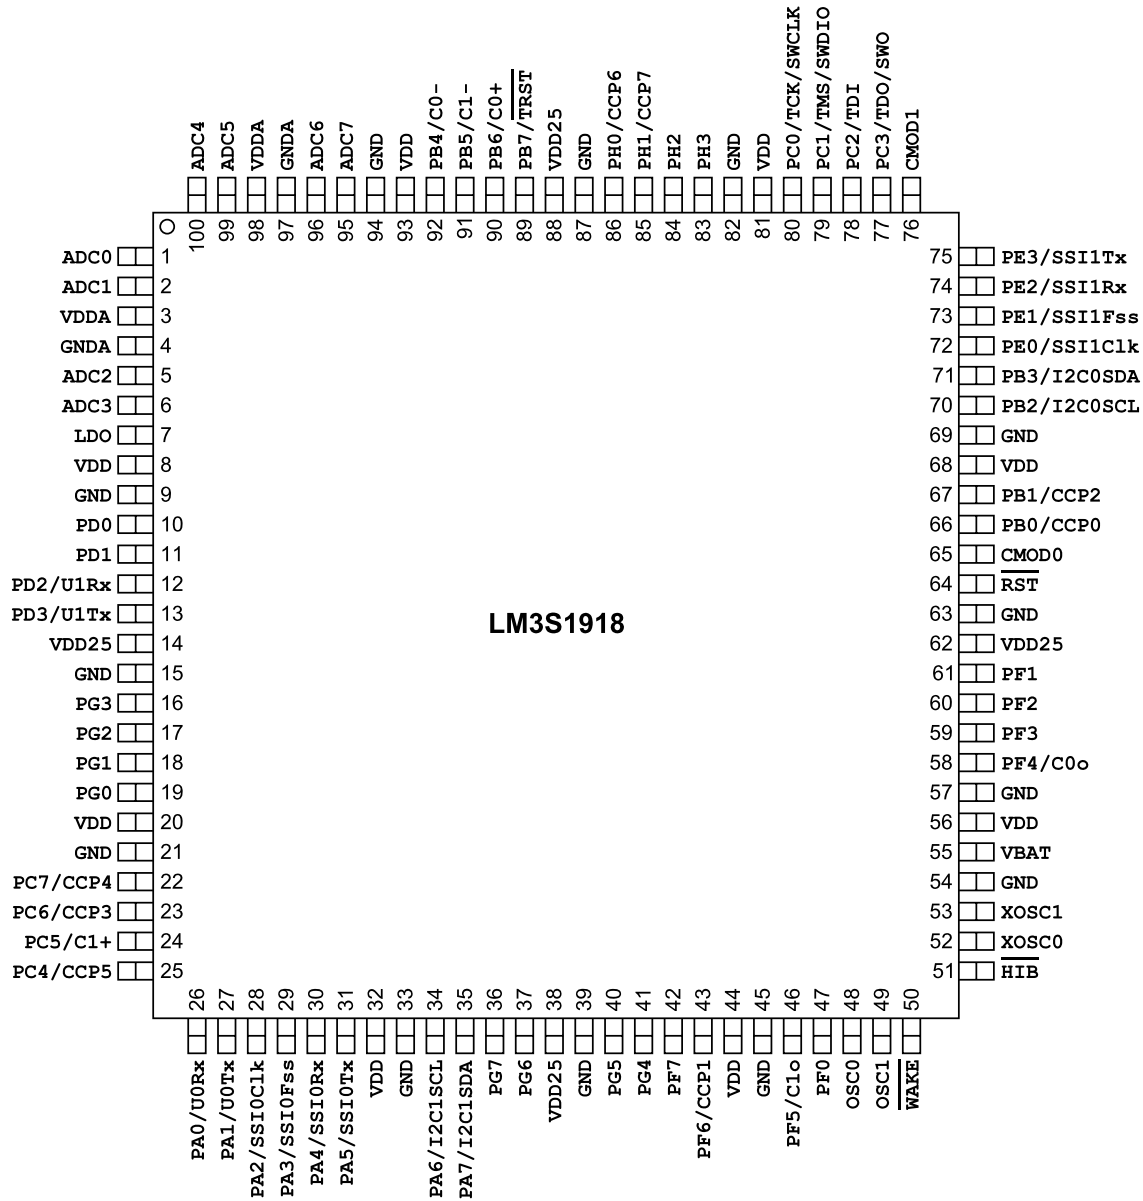 ADC4
ADC5
VDDA
GNDA
ADC6
ADC7
GND
VDD
PB4/C0-
PB5/C1-
PB6/C0+
PB7/TRST
VDD25
GND
PH0/CCP6
PH1/CCP7
PH2
PH3
GND
VDD
PC0/TCK/SWCLK
PC1/TMS/SWDIO
PC2/TDI
PC3/TDO/SWO
CMOD1
100
99
98
97
96
95
94
93
92
91
90
89
88
87
86
85
84
83
82
81
80
79
78
77
76
ADC0 1
ADC1 2
VDDA 3
GNDA 4
ADC2 5
ADC3 6
LDO 7
VDD 8
GND 9
PD0 10
PD1 11
PD2/U1Rx 12
PD3/U1Tx 13
VDD25 14
GND 15
PG3 16
PG2 17
PG1 18
PG0 19
VDD 20
GND 21
PC7/CCP4 22
PC6/CCP3 23
PC5/C1+ 24
PC4/CCP5 25
LM3S1918
75 PE3/SSI1Tx
74 PE2/SSI1Rx
73 PE1/SSI1Fss
72 PE0/SSI1Clk
71 PB3/I2C0SDA
70 PB2/I2C0SCL
69 GND
68 VDD
67 PB1/CCP2
66 PB0/CCP0
65 CMOD0
64 RST
63 GND
62 VDD25
61 PF1
60 PF2
59 PF3
58 PF4/C0o
57 GND
56 VDD
55 VBAT
54 GND
53 XOSC1
52 XOSC0
51 HIB
26
27
28
29
30
31
32
33
34
35
36
37
38
39
40
41
42
43
44
45
46
47
48
49
50
PA0/U0Rx
PA1/U0Tx
PA2/SSI0Clk
PA3/SSI0Fss
PA4/SSI0Rx
PA5/SSI0Tx
VDD
GND
PA6/I2C1SCL
PA7/I2C1SDA
PG7
PG6
VDD25
GND
PG5
PG4
PF7
PF6/CCP1
VDD
GND
PF5/C1o
PF0
OSC0
OSC1
WAKE